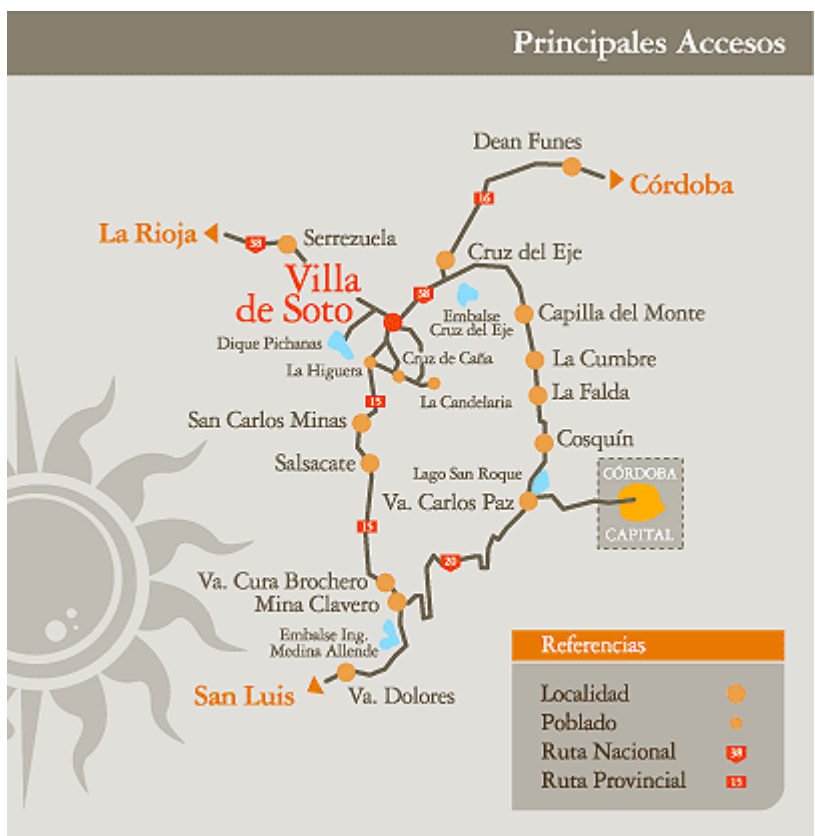 Principales Accesos
Dean Funes
Córdoba
16
La Rioja
38
Serrezuela
Cruz del Eje
Villa
de Soto
38
Embalse
Cruz del Eje
Capilla del Monte
Dique Pichanas
Cruz de Caña
La Cumbre
La Higuera
La Candelaria
La Falda
15
San Carlos Minas
Cosquín
Salsacate
Lago San Roque
CÓRDOBA
CAPITAL
Va. Carlos Paz
15
20
Va. Cura Brochero
Mina Clavero
Embalse Ing.
Medina Allende
San Luis
Va. Dolores
Referencias
Localidad
Poblado
Ruta Nacional
38
Ruta Provincial
15